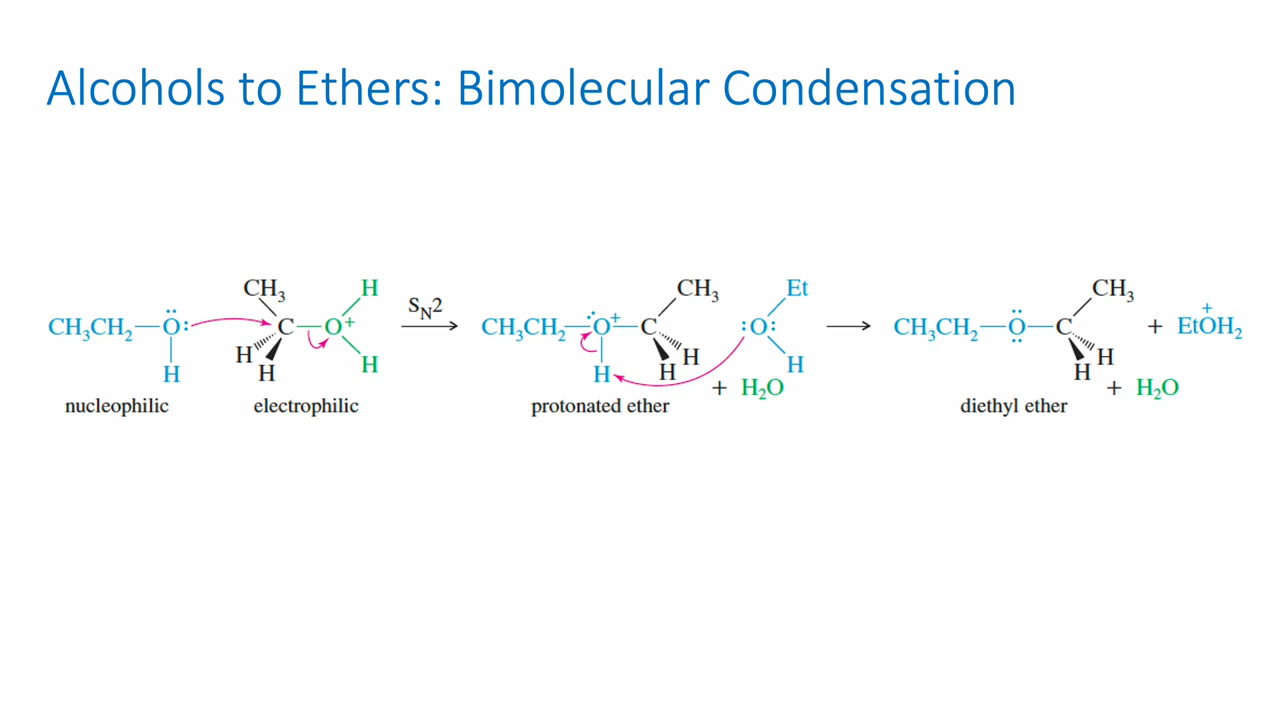 Alcohols to Ethers: Bimolecular Condensation
CH₃CH₂—Ö: H CH₃ C—O⁺ H H H H
nucleophilic electrophilic
S_N2
CH₃CH₂—Ö⁺—C CH₃ H H H :O: Et H + H₂O
protonated ether
CH₃CH₂—Ö—C CH₃ H H + EtÖH₂⁺ + H₂O
diethyl ether